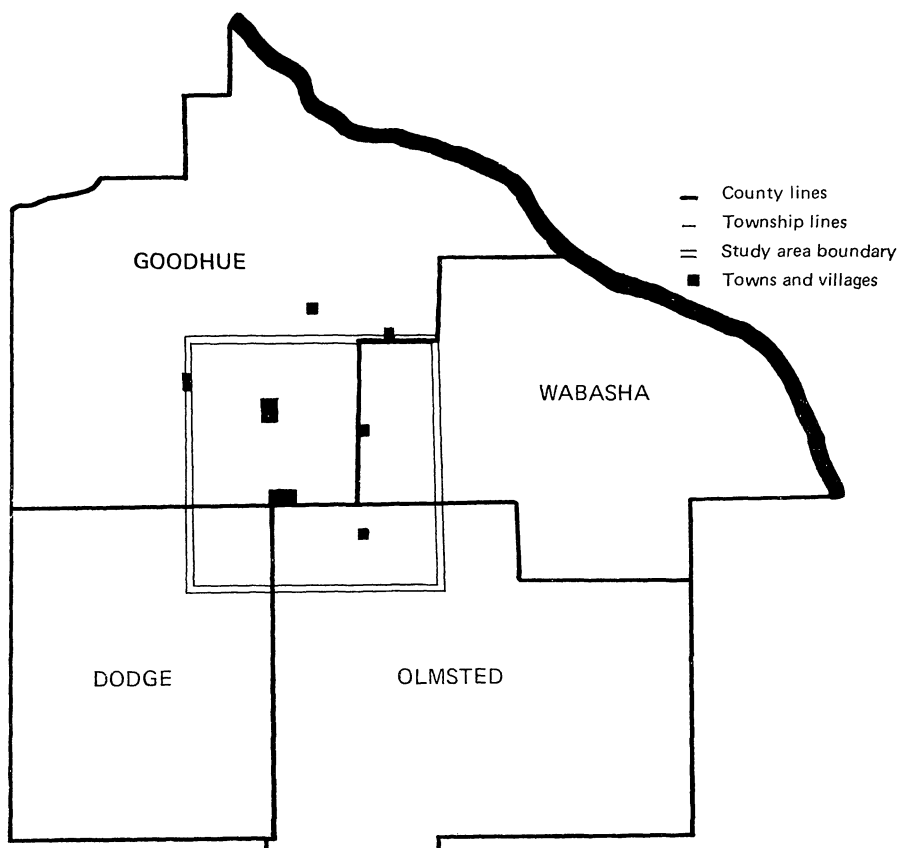 County lines
Township lines
Study area boundary
Towns and villages
GOODHUE
WABASHA
DODGE
OLMSTED